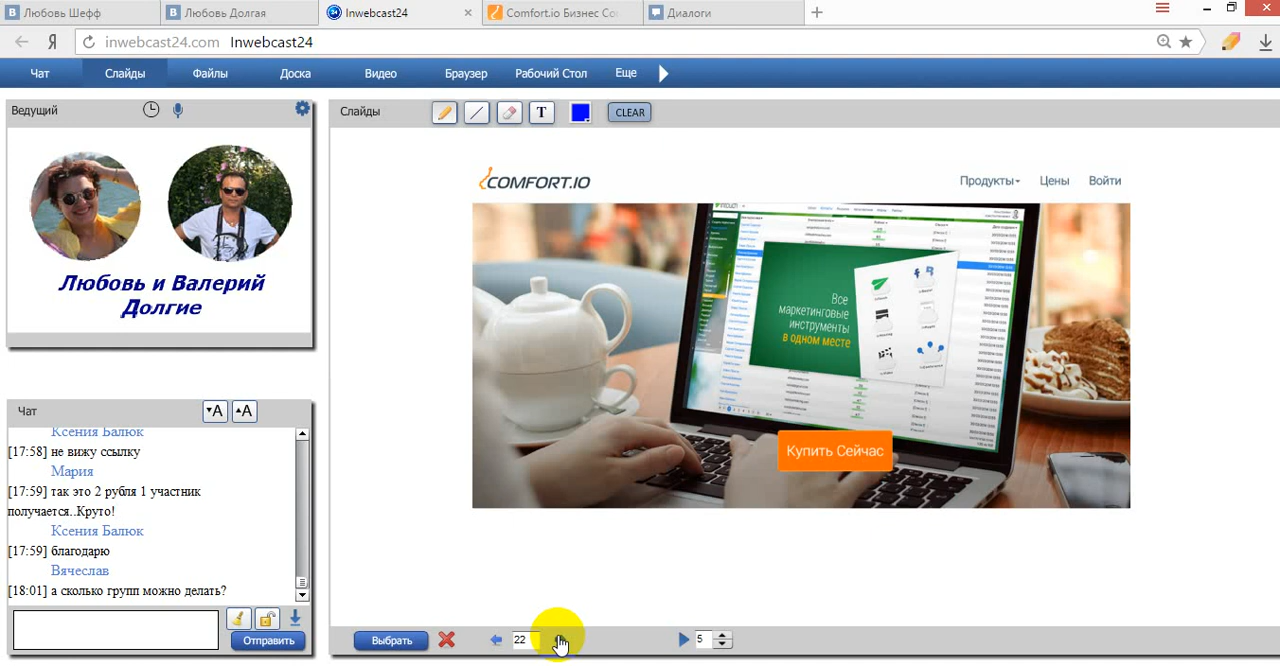 Любовь Шефф
Любовь Долгая
Inwebcast24
Comfort.io Бизнес Со
Диалоги
inwebcast24.com Inwebcast24
Чат
Слайды
Файлы
Доска
Видео
Браузер
Рабочий Стол
Еще
Ведущий
Любовь и Валерий
Долгие
Чат
▾A ▴A
Ксения Балюк
[17:58] не вижу ссылку
Мария
[17:59] так это 2 рубля 1 участник
получается..Круто!
Ксения Балюк
[17:59] благодарю
Вячеслав
[18:01] а сколько групп можно делать?
Отправить
Слайды
T
CLEAR
COMFORT.IO
Продукты
Цены
Войти
Все
маркетинговые
инструменты
в одном месте
Купить Сейчас
Выбрать
22
5